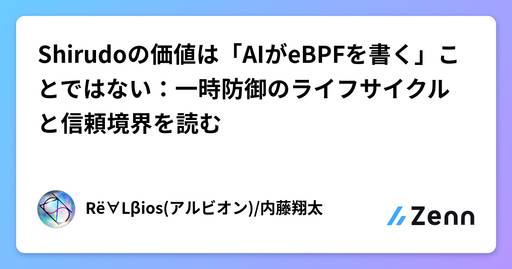 Shirudoの価値は「AIがeBPFを書く」こ
とではない：一時防御のライフサイクル
と信頼境界を読む
Rë∀Lβios(アルビオン)/内藤翔太
Zenn